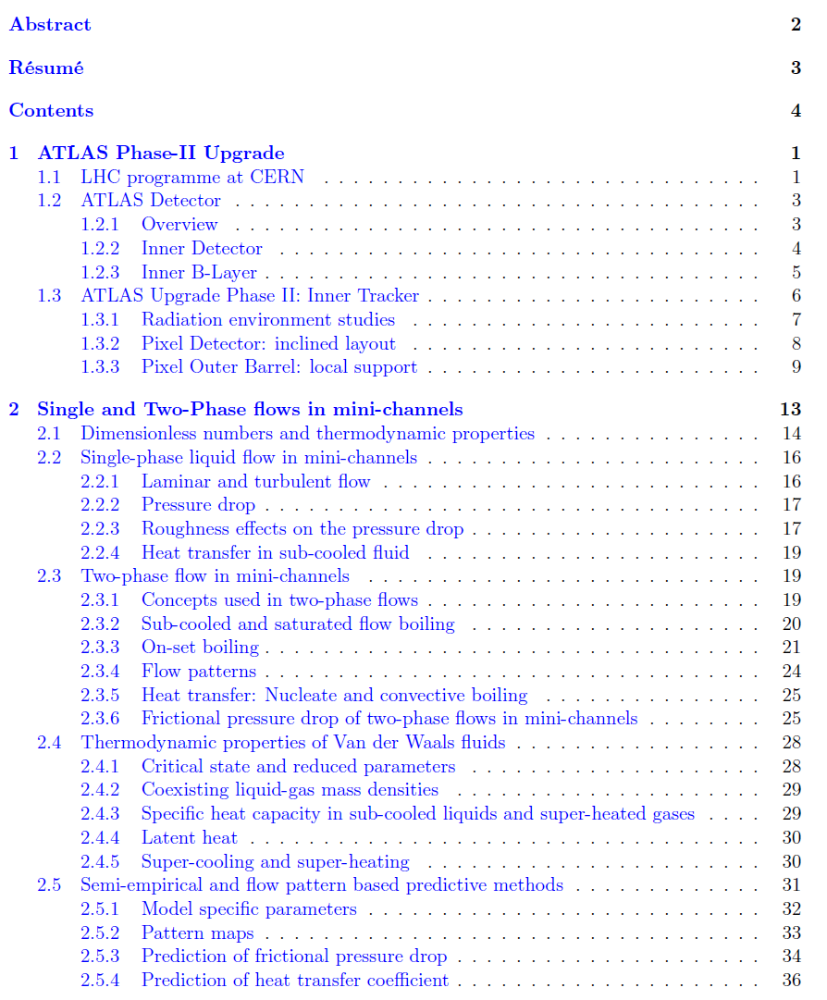 Abstract 2
Résumé 3
Contents 4
1 ATLAS Phase-II Upgrade 1
1.1 LHC programme at CERN . . . . . . . . . . . . . . . . . . . . . . . . . . . . . . 1
1.2 ATLAS Detector . . . . . . . . . . . . . . . . . . . . . . . . . . . . . . . . . . . . 3
1.2.1 Overview . . . . . . . . . . . . . . . . . . . . . . . . . . . . . . . . . . . . 3
1.2.2 Inner Detector . . . . . . . . . . . . . . . . . . . . . . . . . . . . . . . . . 4
1.2.3 Inner B-Layer . . . . . . . . . . . . . . . . . . . . . . . . . . . . . . . . . . 5
1.3 ATLAS Upgrade Phase II: Inner Tracker . . . . . . . . . . . . . . . . . . . . . . . 6
1.3.1 Radiation environment studies . . . . . . . . . . . . . . . . . . . . . . . . 7
1.3.2 Pixel Detector: inclined layout . . . . . . . . . . . . . . . . . . . . . . . . 8
1.3.3 Pixel Outer Barrel: local support . . . . . . . . . . . . . . . . . . . . . . . 9
2 Single and Two-Phase flows in mini-channels 13
2.1 Dimensionless numbers and thermodynamic properties . . . . . . . . . . . . . . . 14
2.2 Single-phase liquid flow in mini-channels . . . . . . . . . . . . . . . . . . . . . . . 16
2.2.1 Laminar and turbulent flow . . . . . . . . . . . . . . . . . . . . . . . . . . 16
2.2.2 Pressure drop . . . . . . . . . . . . . . . . . . . . . . . . . . . . . . . . . . 17
2.2.3 Roughness effects on the pressure drop . . . . . . . . . . . . . . . . . . . . 17
2.2.4 Heat transfer in sub-cooled fluid . . . . . . . . . . . . . . . . . . . . . . . 19
2.3 Two-phase flow in mini-channels . . . . . . . . . . . . . . . . . . . . . . . . . . . 19
2.3.1 Concepts used in two-phase flows . . . . . . . . . . . . . . . . . . . . . . . 19
2.3.2 Sub-cooled and saturated flow boiling . . . . . . . . . . . . . . . . . . . . 20
2.3.3 On-set boiling . . . . . . . . . . . . . . . . . . . . . . . . . . . . . . . . . . 21
2.3.4 Flow patterns . . . . . . . . . . . . . . . . . . . . . . . . . . . . . . . . . . 24
2.3.5 Heat transfer: Nucleate and convective boiling . . . . . . . . . . . . . . . 25
2.3.6 Frictional pressure drop of two-phase flows in mini-channels . . . . . . . . 25
2.4 Thermodynamic properties of Van der Waals fluids . . . . . . . . . . . . . . . . . 28
2.4.1 Critical state and reduced parameters . . . . . . . . . . . . . . . . . . . . 28
2.4.2 Coexisting liquid-gas mass densities . . . . . . . . . . . . . . . . . . . . . 29
2.4.3 Specific heat capacity in sub-cooled liquids and super-heated gases . . . . 29
2.4.4 Latent heat . . . . . . . . . . . . . . . . . . . . . . . . . . . . . . . . . . . 30
2.4.5 Super-cooling and super-heating . . . . . . . . . . . . . . . . . . . . . . . 30
2.5 Semi-empirical and flow pattern based predictive methods . . . . . . . . . . . . . 31
2.5.1 Model specific parameters . . . . . . . . . . . . . . . . . . . . . . . . . . . 32
2.5.2 Pattern maps . . . . . . . . . . . . . . . . . . . . . . . . . . . . . . . . . . 33
2.5.3 Prediction of frictional pressure drop . . . . . . . . . . . . . . . . . . . . . 34
2.5.4 Prediction of heat transfer coefficient . . . . . . . . . . . . . . . . . . . . . 36